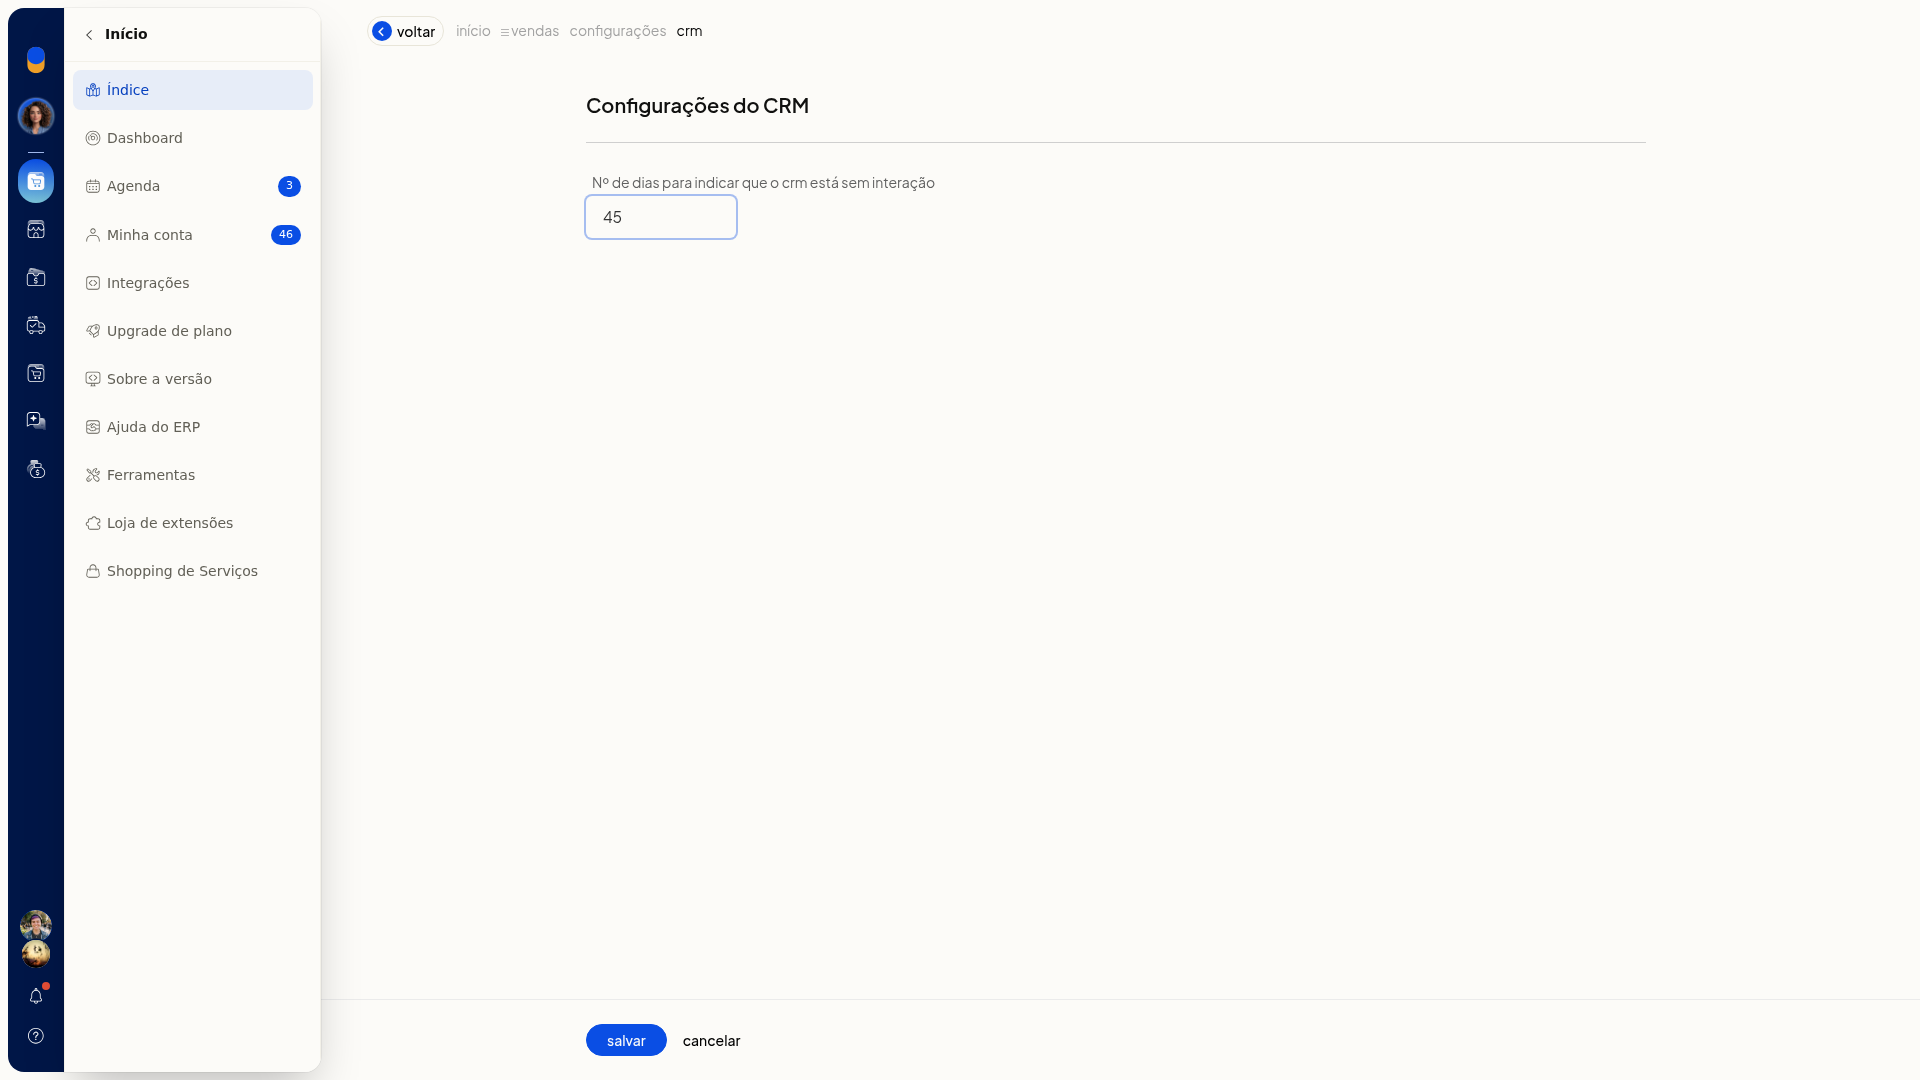 Início
Índice
Dashboard
Agenda 3
Minha conta 46
Integrações
Upgrade de plano
Sobre a versão
Ajuda do ERP
Ferramentas
Loja de extensões
Shopping de Serviços
voltar início vendas configurações crm
Configurações do CRM
Nº de dias para indicar que o crm está sem interação
45
salvar cancelar